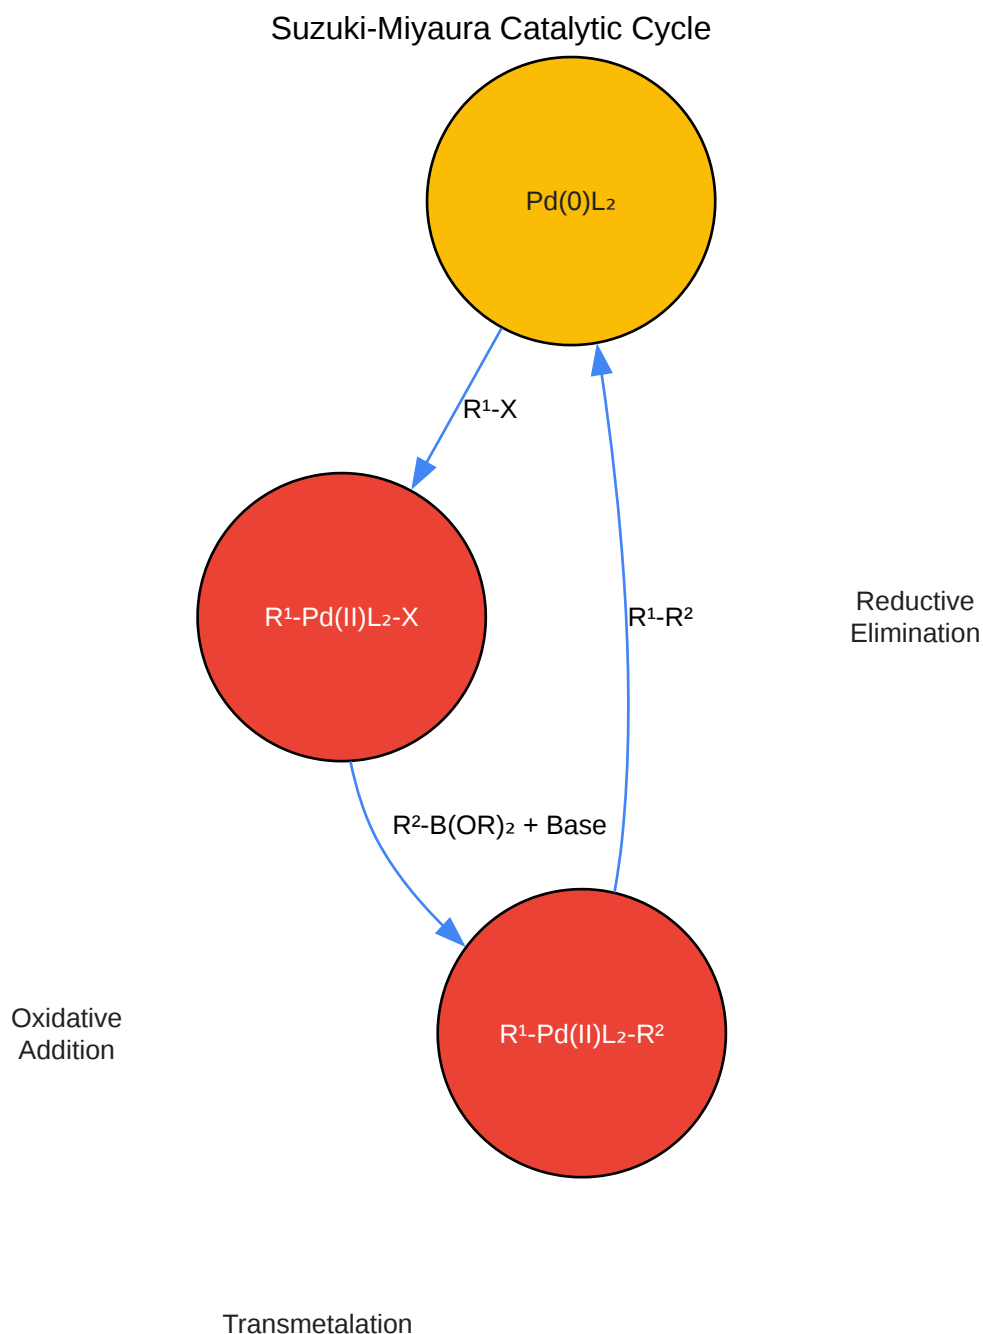 Suzuki-Miyaura Catalytic Cycle
Pd(0)L₂
R¹-X
R¹-Pd(II)L₂-X
R¹-R²
Reductive
Elimination
R²-B(OR)₂ + Base
Oxidative
Addition
R¹-Pd(II)L₂-R²
Transmetalation